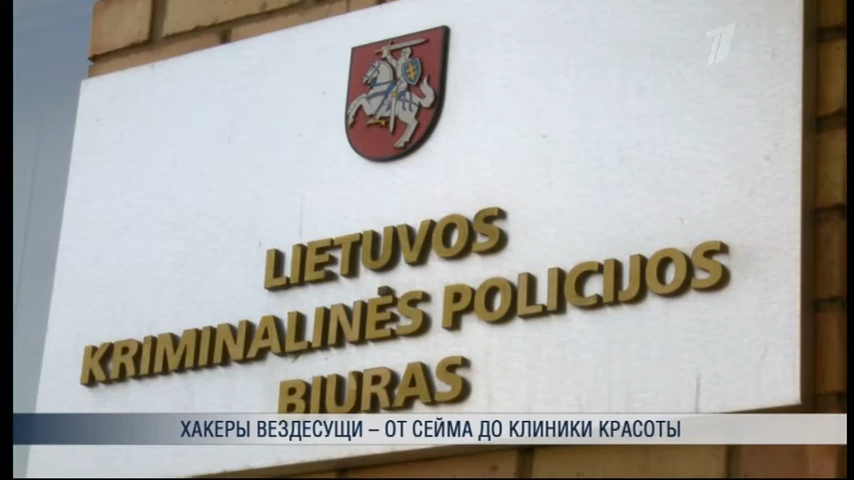 LIETUVOS
KRIMINALINĖS POLICIJOS
BIURAS
ХАКЕРЫ ВЕЗДЕСУЩИ – ОТ СЕЙМА ДО КЛИНИКИ КРАСОТЫ